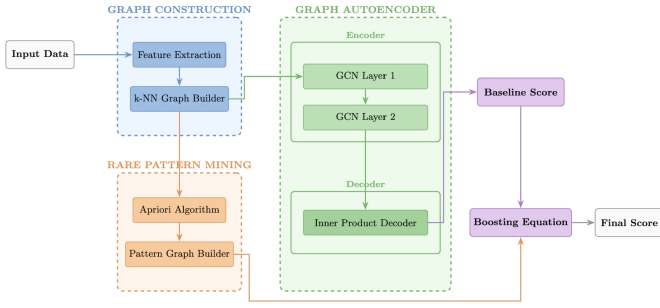 GRAPH CONSTRUCTION
GRAPH AUTOENCODER
Input Data
Feature Extraction
k-NN Graph Builder
Encoder
GCN Layer 1
GCN Layer 2
Baseline Score
RARE PATTERN MINING
Apriori Algorithm
Pattern Graph Builder
Decoder
Inner Product Decoder
Boosting Equation
Final Score